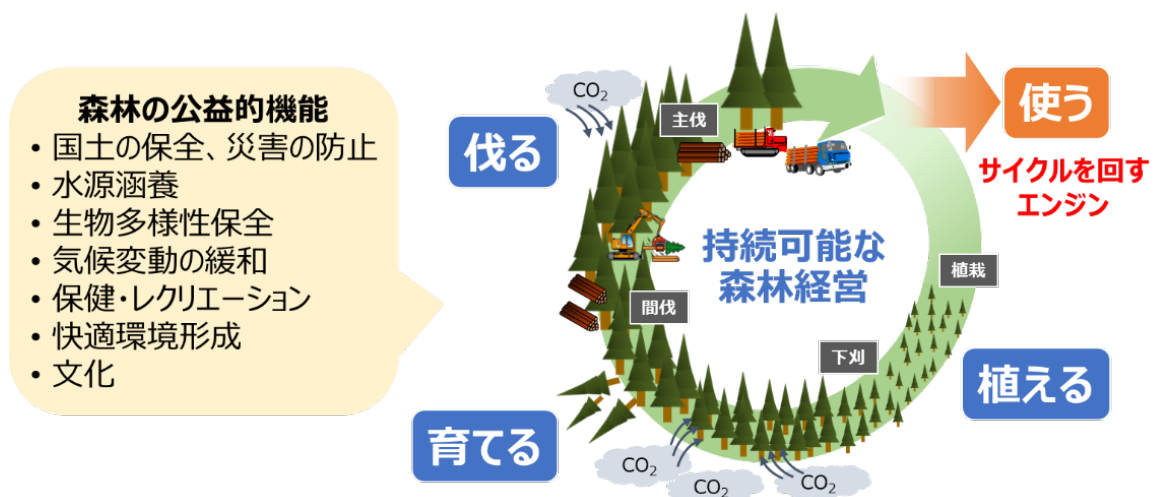 森林の公益的機能
• 国土の保全、災害の防止
• 水源涵養
• 生物多様性保全
• 気候変動の緩和
• 保健・レクリエーション
• 快適環境形成
• 文化
CO2
伐る
主伐
使う
サイクルを回す
エンジン
持続可能な
森林経営
植栽
間伐
下刈
植える
育てる
CO2
CO2
CO2